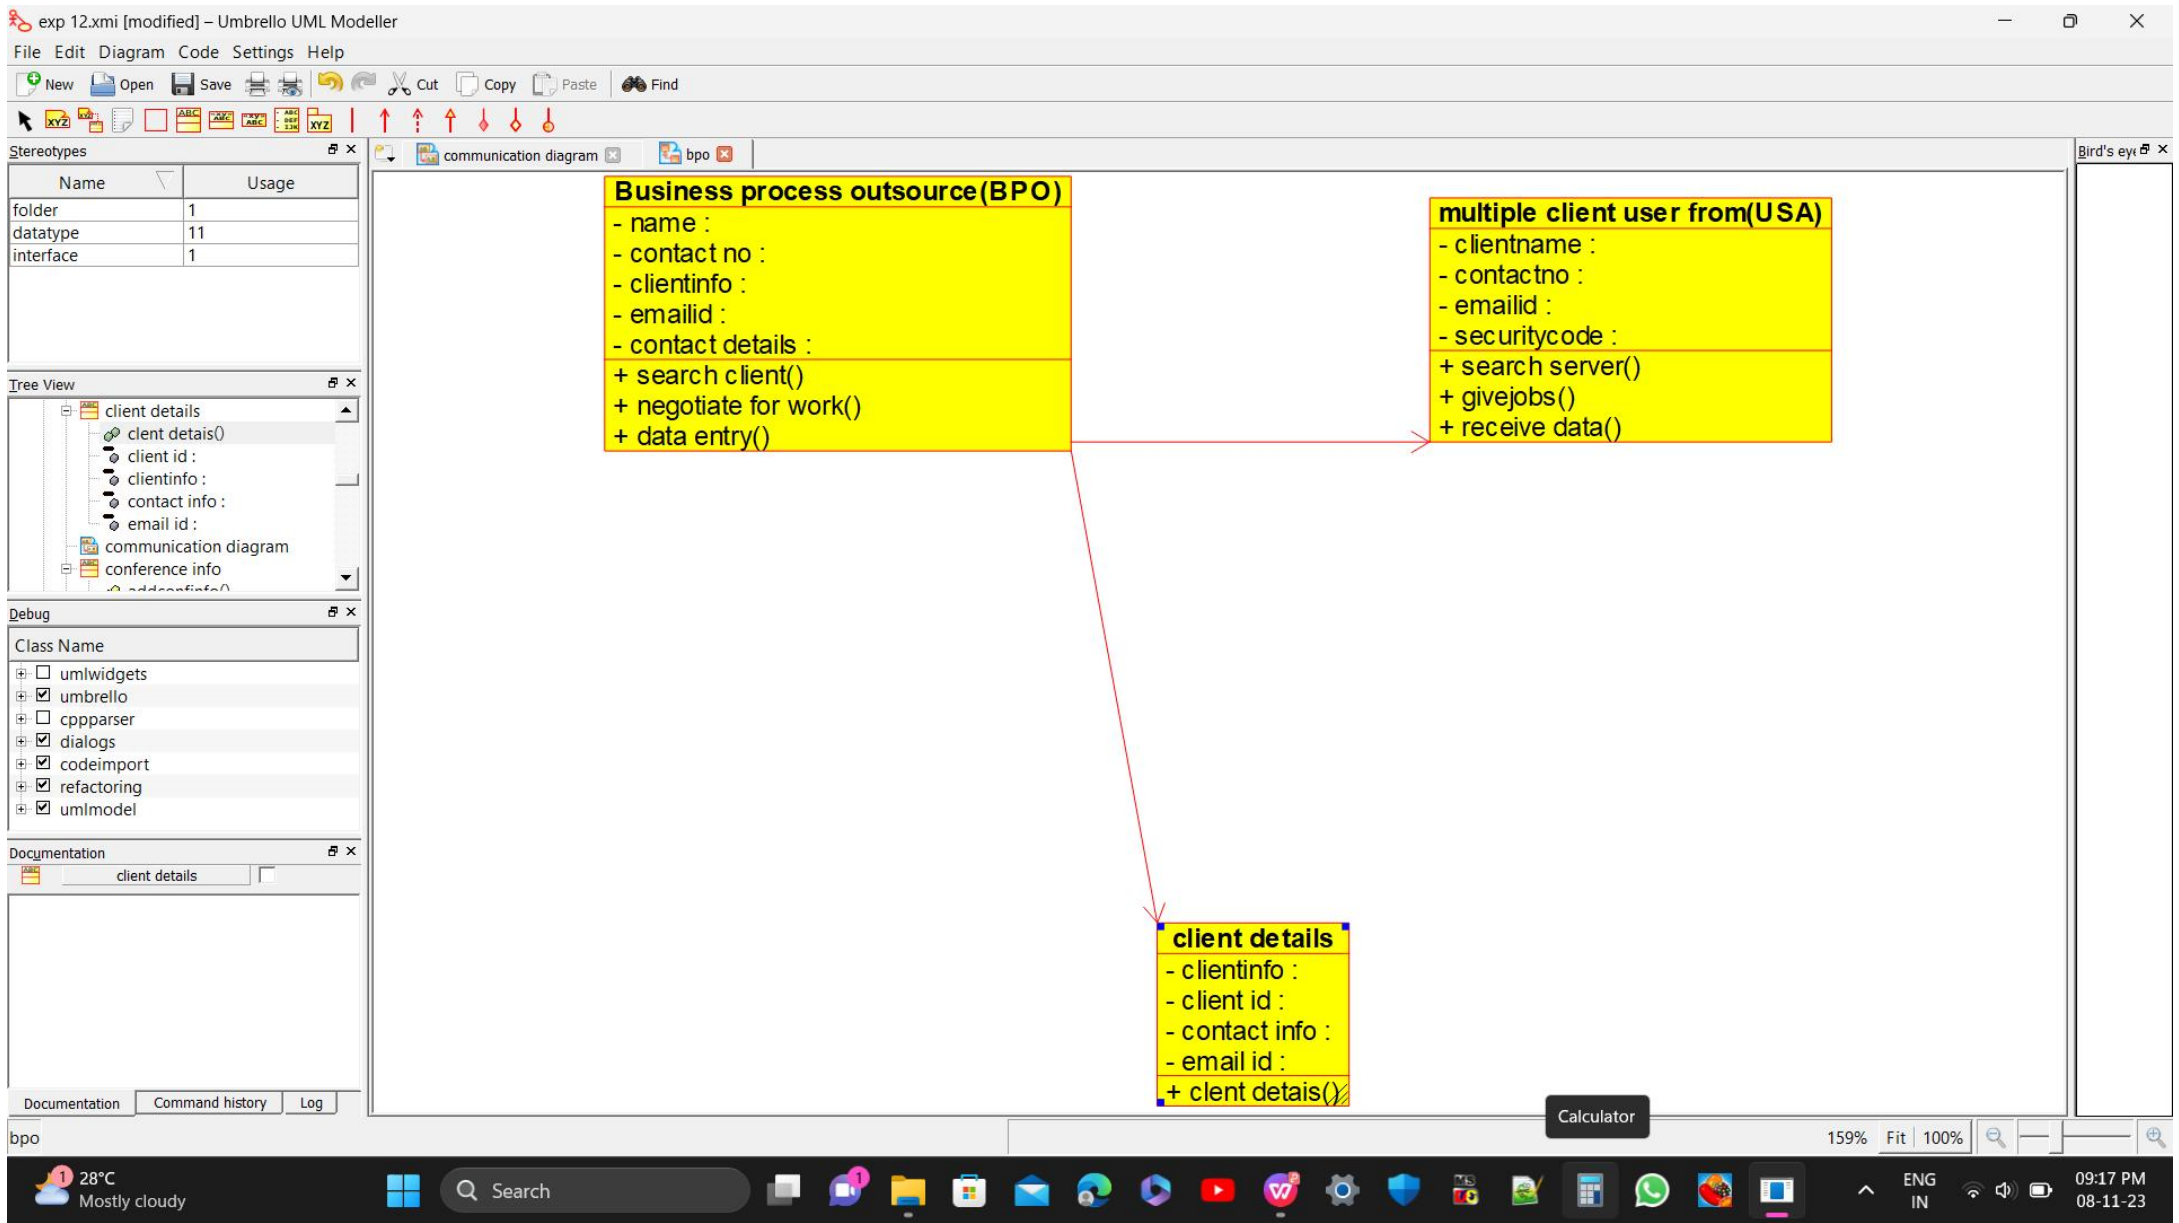 exp 12.xmi [modified] – Umbrello UML Modeller
File Edit Diagram Code Settings Help
New Open Save Cut Copy Paste Find
Stereotypes
Name Usage
folder 1
datatype 11
interface 1
Tree View
client details
clent detais()
client id :
clientinfo :
contact info :
email id :
communication diagram
conference info
addconfinfo()
Debug
Class Name
umlwidgets
umbrello
cppparser
dialogs
codeimport
refactoring
umlmodel
Documentation
client details
Documentation Command history Log
communication diagram bpo
Business process outsource(BPO)
- name :
- contact no :
- clientinfo :
- emailid :
- contact details :
+ search client()
+ negotiate for work()
+ data entry()
multiple client user from(USA)
- clientname :
- contactno :
- emailid :
- securitycode :
+ search server()
+ givejobs()
+ receive data()
client details
- clientinfo :
- client id :
- contact info :
- email id :
+ clent detais()
Bird's eye
Calculator
bpo
159% Fit 100%
1 28°C
Mostly cloudy
Search
1
ENG
IN
09:17 PM
08-11-23